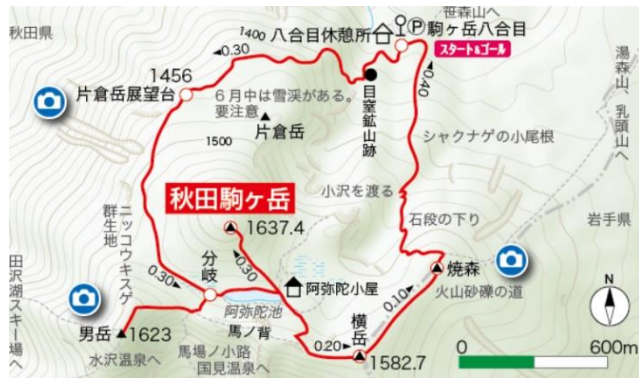 笹森山へ
秋田県
1400
八合目休憩所
P
駒ヶ岳八合目
スタート&ゴール
0.30
湯森山、乳頭山へ
1456
片倉岳展望台
6月中は雪渓がある。
要注意
片倉岳
目窒鉱山跡
0.40
シャクナゲの小尾根
1500
小沢を渡る
秋田駒ヶ岳
1637.4
石段の下り
岩手県
ニッコウキスゲ
群生地
分岐
0.30
0.30
阿弥陀小屋
焼森
火山砂礫の道
0.10
田沢湖スキー場へ
阿弥陀池
男岳
1623
馬ノ背
横岳
0.20
1582.7
水沢温泉へ
馬場ノ小路
国見温泉へ
N
0
600m